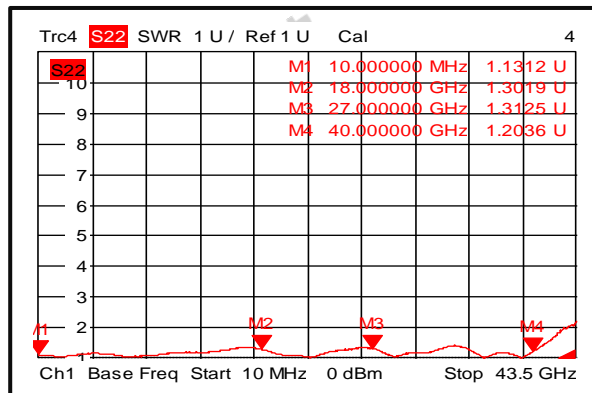 Trc4 S22 SWR 1 U / Ref 1 U Cal 4
S22
M1 10.000000 MHz 1.1312 U
M2 18.000000 GHz 1.3019 U
M3 27.000000 GHz 1.3125 U
M4 40.000000 GHz 1.2036 U
10
9
8
7
6
5
4
3
2
1
M2 M3 M4
Ch1 Base Freq Start 10 MHz 0 dBm Stop 43.5 GHz